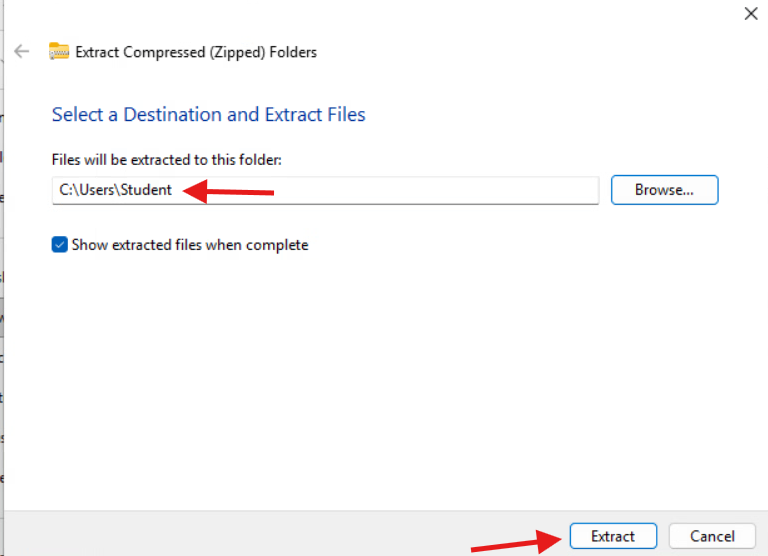 Extract Compressed (Zipped) Folders
Select a Destination and Extract Files
Files will be extracted to this folder:
C:\Users\Student
Browse...
Show extracted files when complete
Extract
Cancel